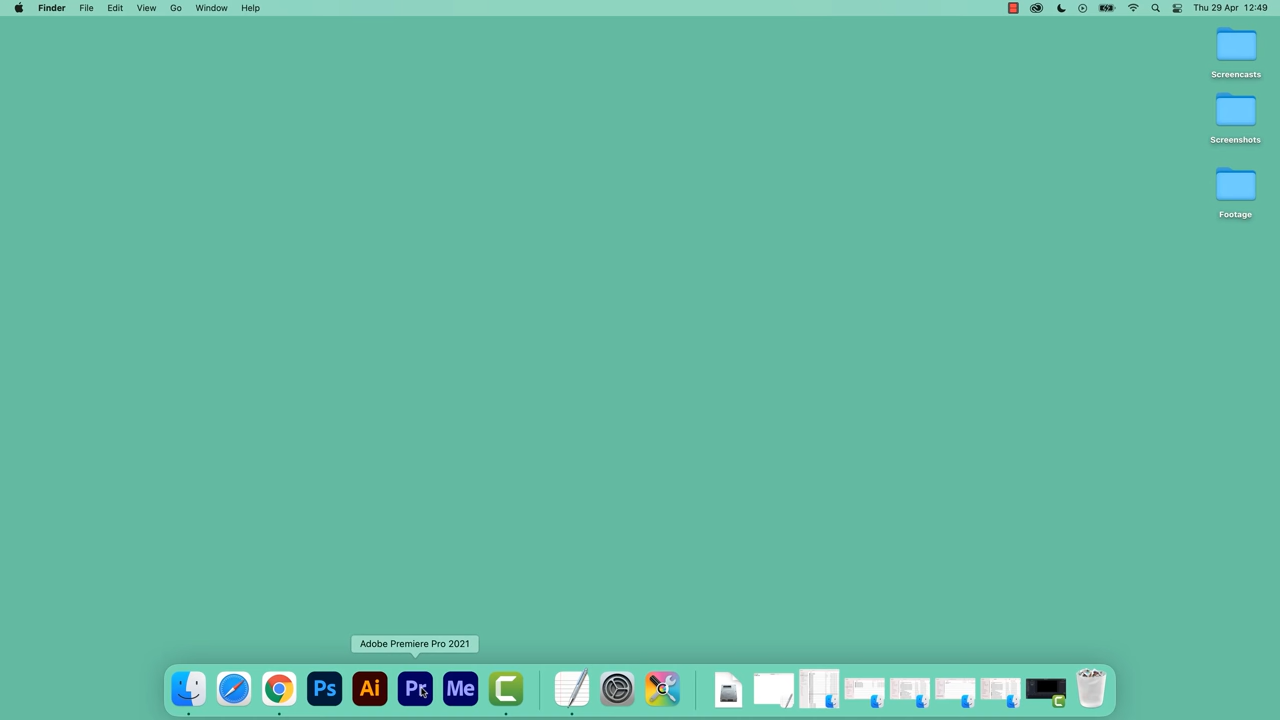 Finder File Edit View Go Window Help Thu 29 Apr 12:49
Screencasts
Screenshots
Footage
Adobe Premiere Pro 2021
Ps Ai Pr Me